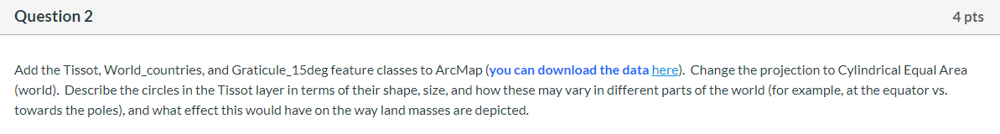 Question 2
4 pts
Add the Tissot, World_countries, and Graticule_15deg feature classes to ArcMap (you can download the data here).  Change the projection to Cylindrical Equal Area
(world).  Describe the circles in the Tissot layer in terms of their shape, size, and how these may vary in different parts of the world (for example, at the equator vs.
towards the poles), and what effect this would have on the way land masses are depicted.